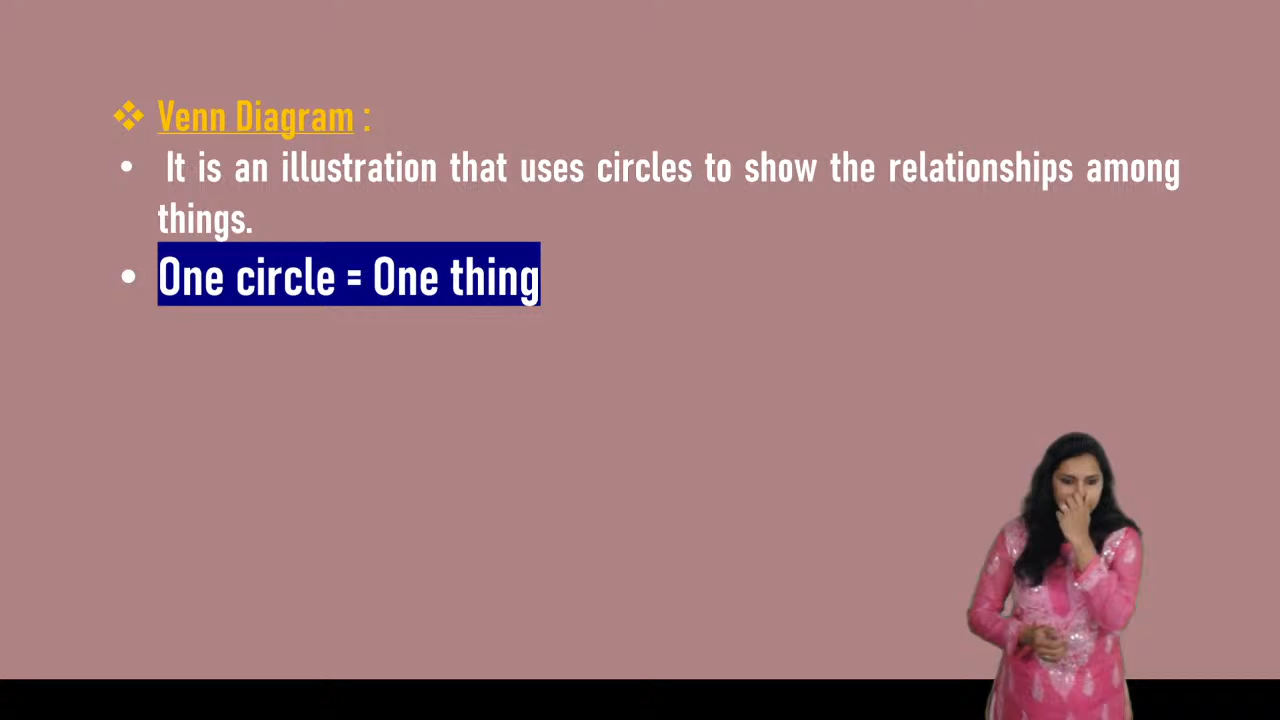 ❖ Venn Diagram :
• It is an illustration that uses circles to show the relationships among
things.
• One circle = One thing